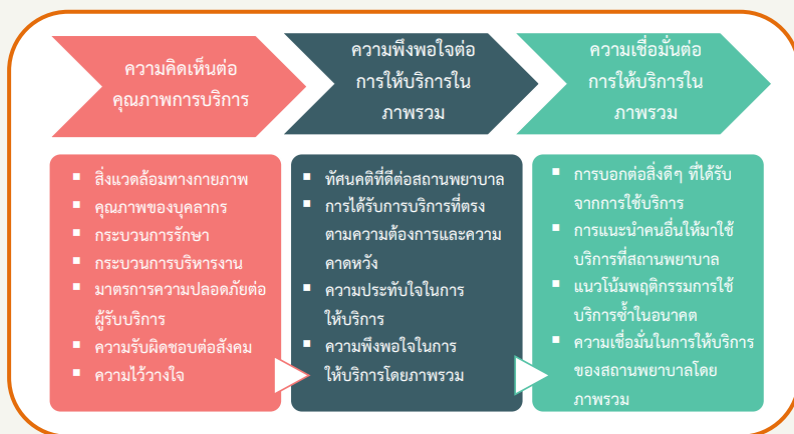 ความคิดเห็นต่อ
คุณภาพการบริการ
ความพึงพอใจต่อ
การให้บริการใน
ภาพรวม
ความเชื่อมั่นต่อ
การให้บริการใน
ภาพรวม
▪ สิ่งแวดล้อมทางกายภาพ
▪ คุณภาพของบุคลากร
▪ กระบวนการรักษา
▪ กระบวนการบริหารงาน
▪ มาตรการความปลอดภัยต่อ
ผู้รับบริการ
▪ ความรับผิดชอบต่อสังคม
▪ ความไว้วางใจ
▪ ทัศนคติที่ดีต่อสถานพยาบาล
▪ การได้รับการบริการที่ตรง
ตามความต้องการและความ
คาดหวัง
▪ ความประทับใจในการ
ให้บริการ
▪ ความพึงพอใจในการ
ให้บริการโดยภาพรวม
▪ การบอกต่อสิ่งดีๆ ที่ได้รับ
จากการใช้บริการ
▪ การแนะนำคนอื่นให้มาใช้
บริการที่สถานพยาบาล
▪ แนวโน้มพฤติกรรมการใช้
บริการซ้ำในอนาคต
▪ ความเชื่อมั่นในการให้บริการ
ของสถานพยาบาลโดย
ภาพรวม